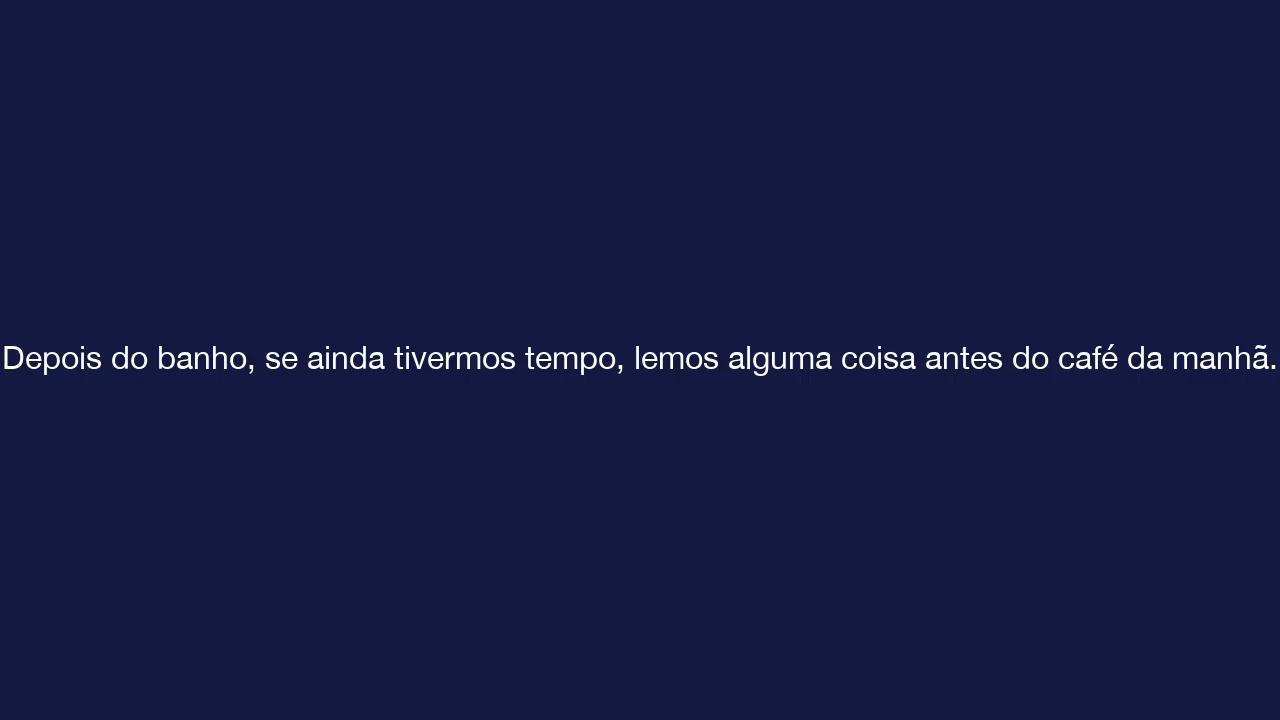 Depois do banho, se ainda tivermos tempo, lemos alguma coisa antes do café da manhã.